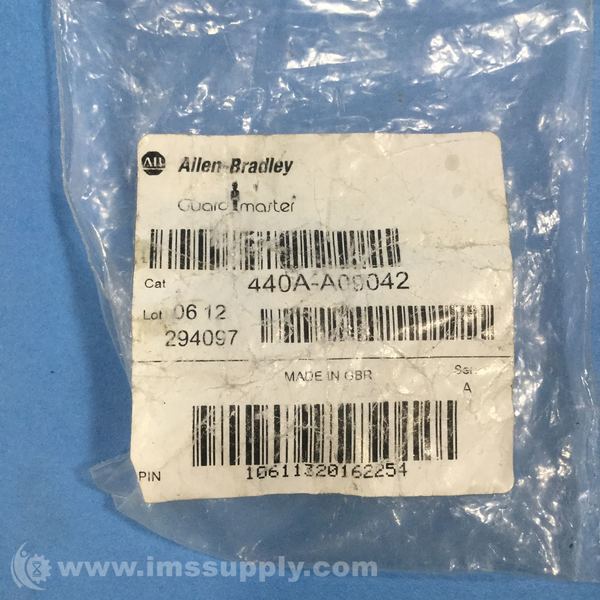 AB Allen-Bradley
Guardmaster
Cat 440A-A09042
Lot 06 12
294097
MADE IN GBR
Ser.
A
PIN 10611320162254
www.imssupply.com